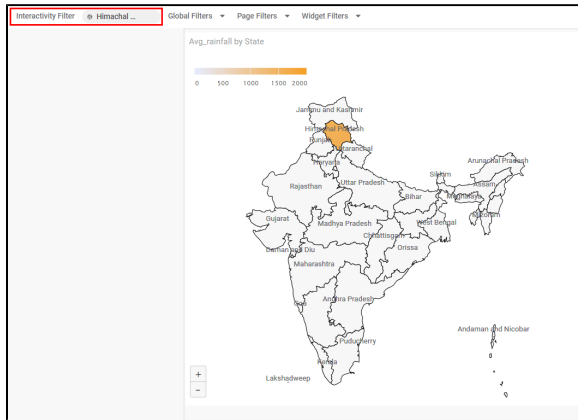 Interactivity Filter Himachal ... Global Filters Page Filters Widget Filters
Avg_rainfall by State
0 500 1000 1500 2000
Jammu and Kashmir
Himachal Pradesh
Punjab
Uttaranchal
Haryana
Arunachal Pradesh
Sikkim
Rajasthan
Uttar Pradesh
Assam
Bihar
Meghalaya
Mizoram
Gujarat
Madhya Pradesh
West Bengal
Chhattisgarh
Orissa
Daman and Diu
Maharashtra
Andhra Pradesh
Goa
Andaman and Nicobar
Puducherry
Kerala
Lakshadweep
+
−